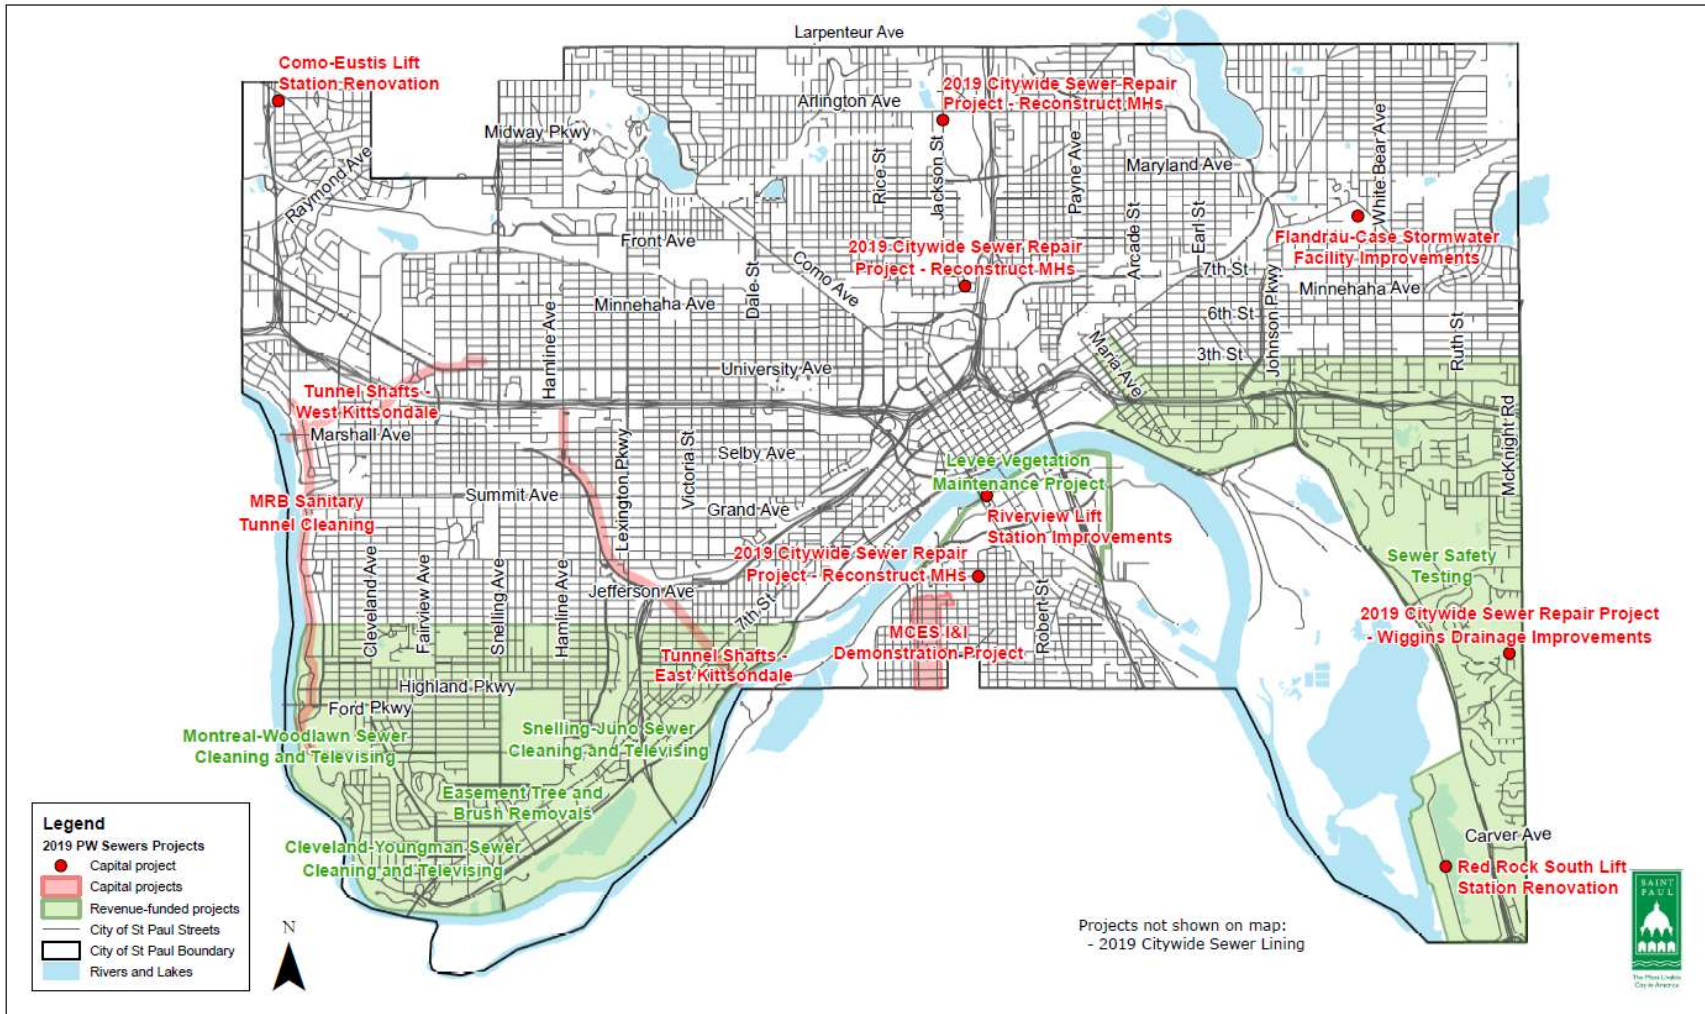 Larpenteur Ave
Como-Eustis Lift
Station Renovation
2019 Citywide Sewer Repair
Project - Reconstruct MHs
Arlington Ave
Midway Pkwy
Raymond Ave
Rice St
Jackson St
Payne Ave
Maryland Ave
White Bear Ave
Front Ave
Como Ave
Dale St
2019 Citywide Sewer Repair
Project - Reconstruct MHs
Arcade St
Earl St
7th St
Flandrau-Case Stormwater
Facility Improvements
Minnehaha Ave
Hamline Ave
Minnehaha Ave
6th St
Johnson Pkwy
Ruth St
3th St
Maria Ave
University Ave
Tunnel Shafts -
West Kittsondale
Marshall Ave
Lexington Pkwy
Victoria St
Selby Ave
McKnight Rd
Levee Vegetation
Maintenance Project
MRB Sanitary
Tunnel Cleaning
Summit Ave
Grand Ave
Riverview Lift
Station Improvements
Cleveland Ave
Fairview Ave
Snelling Ave
Hamline Ave
Jefferson Ave
2019 Citywide Sewer Repair
Project - Reconstruct MHs
7th St
Robert St
Sewer Safety
Testing
2019 Citywide Sewer Repair Project
- Wiggins Drainage Improvements
MCES I&I
Demonstration Project
Tunnel Shafts -
East Kittsondale
Highland Pkwy
Ford Pkwy
Montreal-Woodlawn Sewer
Cleaning and Televising
Snelling-Juno Sewer
Cleaning and Televising
Easement Tree and
Brush Removals
Cleveland-Youngman Sewer
Cleaning and Televising
Carver Ave
Red Rock South Lift
Station Renovation
Legend
2019 PW Sewers Projects
Capital project
Capital projects
Revenue-funded projects
City of St Paul Streets
City of St Paul Boundary
Rivers and Lakes
N
Projects not shown on map:
- 2019 Citywide Sewer Lining
SAINT
PAUL
The Most Livable
City in America